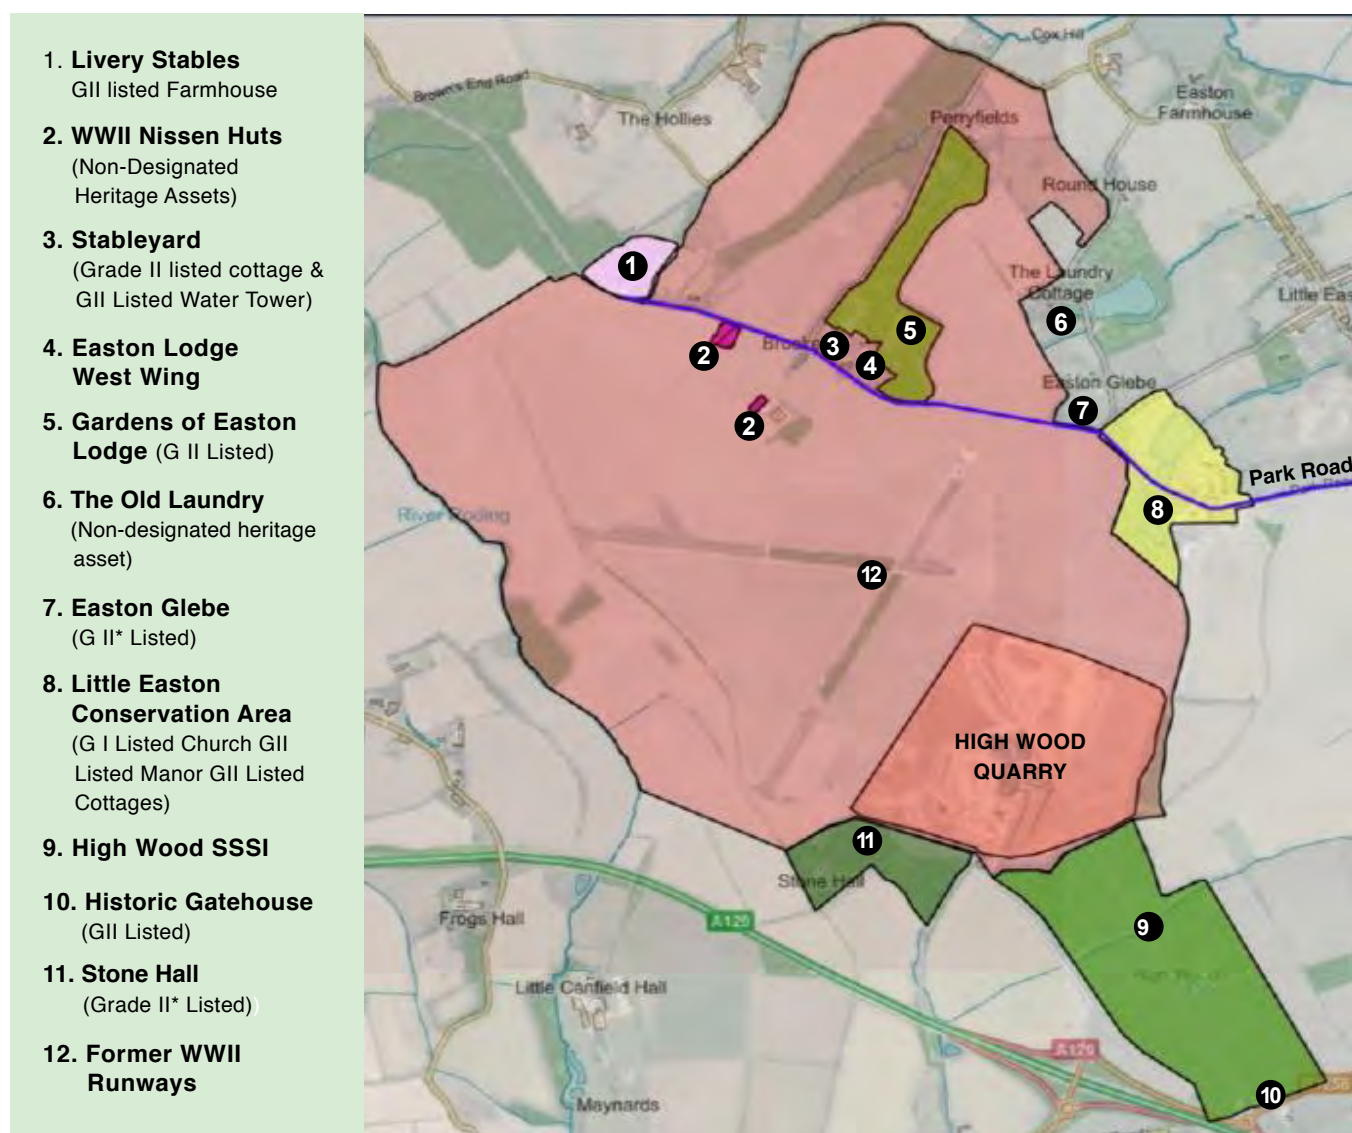 1. Livery Stables
GII listed Farmhouse
2. WWII Nissen Huts
(Non-Designated
Heritage Assets)
3. Stableyard
(Grade II listed cottage &
GII Listed Water Tower)
4. Easton Lodge
West Wing
5. Gardens of Easton
Lodge (G II Listed)
6. The Old Laundry
(Non-designated heritage
asset)
7. Easton Glebe
(G II* Listed)
8. Little Easton
Conservation Area
(G I Listed Church GII
Listed Manor GII Listed
Cottages)
9. High Wood SSSI
10. Historic Gatehouse
(GII Listed)
11. Stone Hall
(Grade II* Listed))
12. Former WWII
Runways
Cox Hill
Brown's End Road
Easton
Farmhouse
The Hollies
Perryfields
Round House
1
The Laundry
Cottage
Little Eas
6
5
2
3
4
Easton Glebe
7
2
Park Road
8
River Roding
12
HIGH WOOD
QUARRY
11
Stone Hall
A120
Frogs Hall
9
Little Canfield Hall
A120
10
Maynards